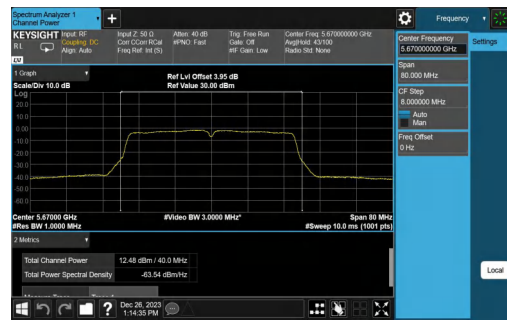 Spectrum Analyzer 1
Channel Power
+
Frequency
KEYSIGHT
RL
Input: RF
Coupling: DC
Align: Auto
Input Z: 50 Ω
Corr CCorr RCal
Freq Ref: Int (S)
Atten: 40 dB
#PNO: Fast
Trig: Free Run
Gate: Off
#IF Gain: Low
Center Freq: 5.670000000 GHz
Avg|Hold: 43/100
Radio Std: None
Center Frequency
5.670000000 GHz
Settings
Span
80.000 MHz
CF Step
8.000000 MHz
Auto
Man
Freq Offset
0 Hz
Local
1 Graph
Scale/Div 10.0 dB
Ref Lvl Offset 3.95 dB
Ref Value 30.00 dBm
Log
20.0
10.0
0.00
-10.0
-20.0
-30.0
-40.0
-50.0
-60.0
Center 5.67000 GHz
#Res BW 1.0000 MHz
#Video BW 3.0000 MHz*
Span 80 MHz
#Sweep 10.0 ms (1001 pts)
2 Metrics
Total Channel Power 12.48 dBm / 40.0 MHz
Total Power Spectral Density -63.54 dBm/Hz
?
Dec 26, 2023
1:14:35 PM